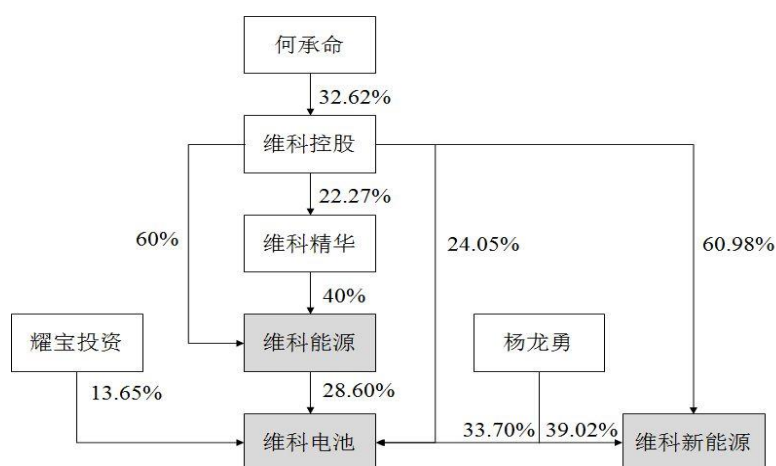 何承命
32.62%
维科控股
22.27%
60%
维科精华
24.05%
60.98%
40%
耀宝投资
维科能源
杨龙勇
13.65%
28.60%
33.70%
39.02%
维科电池
维科新能源